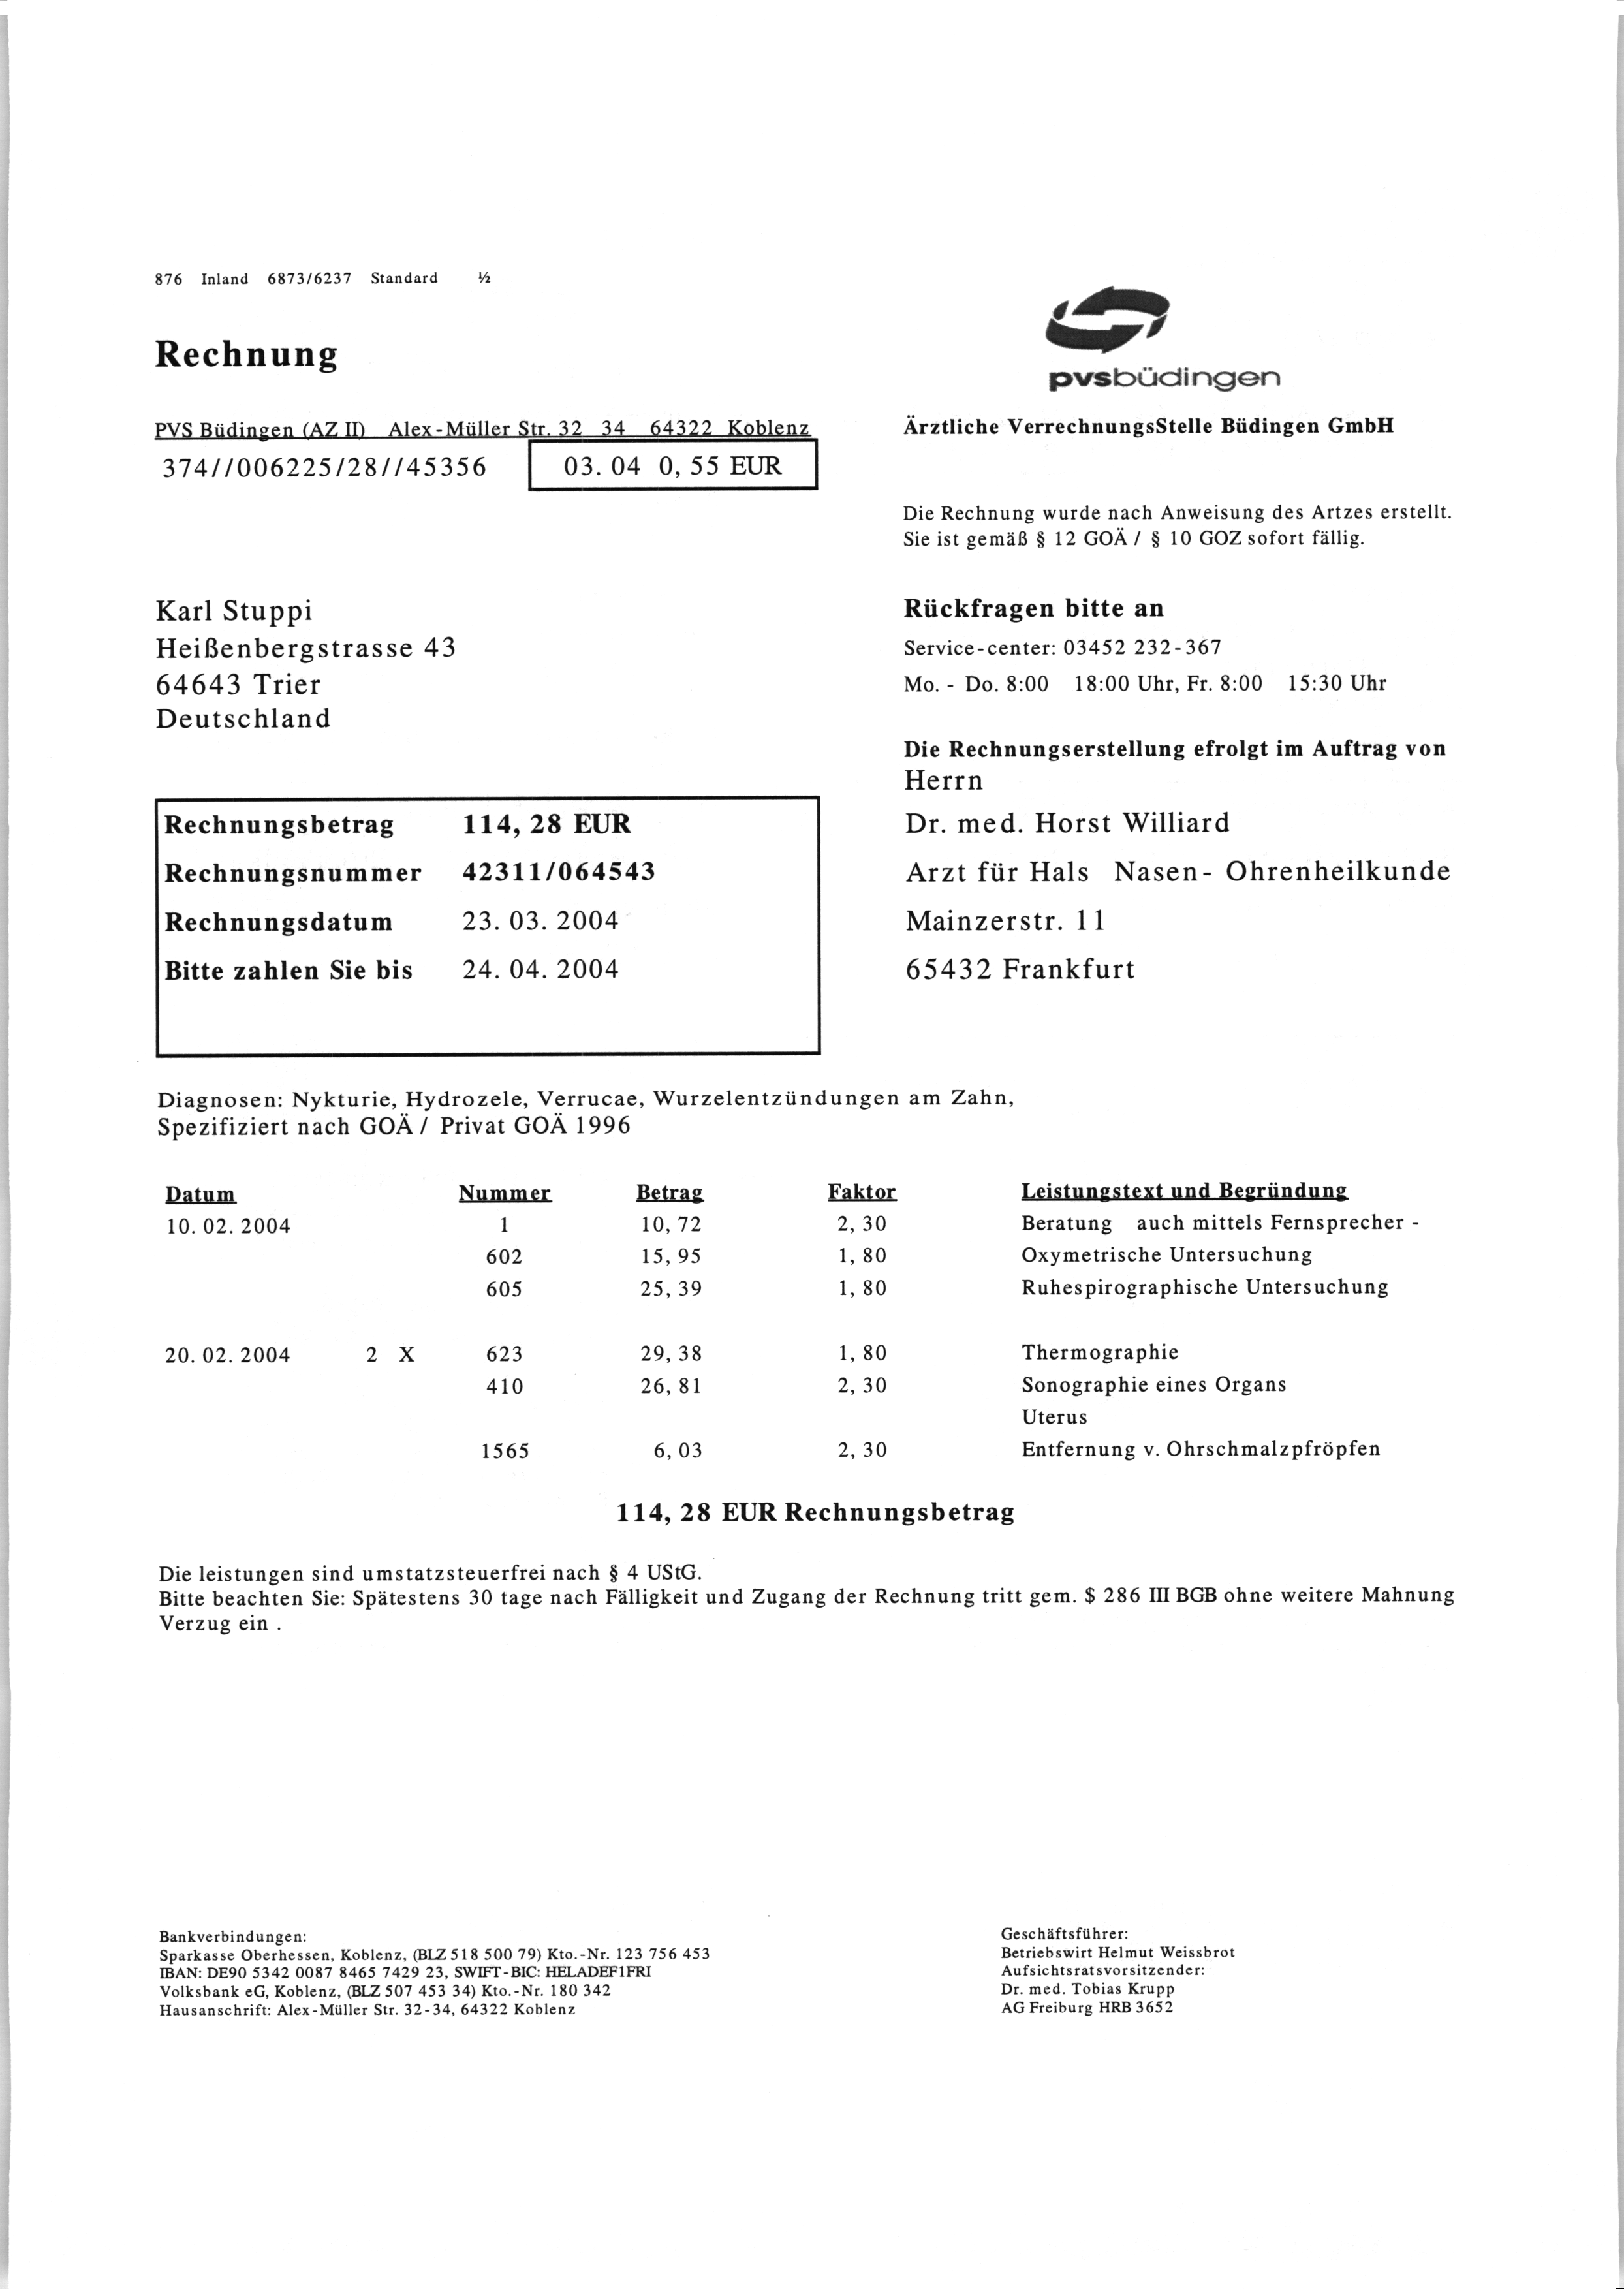 876 Inland 6873/6237 Standard ½
Rechnung
pvsbüdingen
PVS Büdingen (AZ II) Alex-Müller Str. 32 34 64322 Koblenz
374//006225/28//45356
03. 04 0, 55 EUR
Ärztliche VerrechnungsStelle Büdingen GmbH
Die Rechnung wurde nach Anweisung des Artzes erstellt.
Sie ist gemäß § 12 GOÄ / § 10 GOZ sofort fällig.
Karl Stuppi
Heißenbergstrasse 43
64643 Trier
Deutschland
Rückfragen bitte an
Service-center: 03452 232-367
Mo. - Do. 8:00 18:00 Uhr, Fr. 8:00 15:30 Uhr
Die Rechnungserstellung efrolgt im Auftrag von
Herrn
Dr. med. Horst Williard
Arzt für Hals Nasen- Ohrenheilkunde
Mainzerstr. 11
65432 Frankfurt
Rechnungsbetrag 114, 28 EUR
Rechnungsnummer 42311/064543
Rechnungsdatum 23. 03. 2004
Bitte zahlen Sie bis 24. 04. 2004
Diagnosen: Nykturie, Hydrozele, Verrucae, Wurzelentzündungen am Zahn,
Spezifiziert nach GOÄ / Privat GOÄ 1996
Datum Nummer Betrag Faktor Leistungstext und Begründung
10. 02. 2004 1 10, 72 2, 30 Beratung auch mittels Fernsprecher -
602 15, 95 1, 80 Oxymetrische Untersuchung
605 25, 39 1, 80 Ruhespirographische Untersuchung
20. 02. 2004 2 X 623 29, 38 1, 80 Thermographie
410 26, 81 2, 30 Sonographie eines Organs
Uterus
1565 6, 03 2, 30 Entfernung v. Ohrschmalzpfröpfen
114, 28 EUR Rechnungsbetrag
Die leistungen sind umstatzsteuerfrei nach § 4 UStG.
Bitte beachten Sie: Spätestens 30 tage nach Fälligkeit und Zugang der Rechnung tritt gem. $ 286 III BGB ohne weitere Mahnung
Verzug ein .
Bankverbindungen:
Sparkasse Oberhessen, Koblenz, (BLZ 518 500 79) Kto.-Nr. 123 756 453
IBAN: DE90 5342 0087 8465 7429 23, SWIFT-BIC: HELADEF1FRI
Volksbank eG, Koblenz, (BLZ 507 453 34) Kto.-Nr. 180 342
Hausanschrift: Alex-Müller Str. 32-34, 64322 Koblenz
Geschäftsführer:
Betriebswirt Helmut Weissbrot
Aufsichtsratsvorsitzender:
Dr. med. Tobias Krupp
AG Freiburg HRB 3652